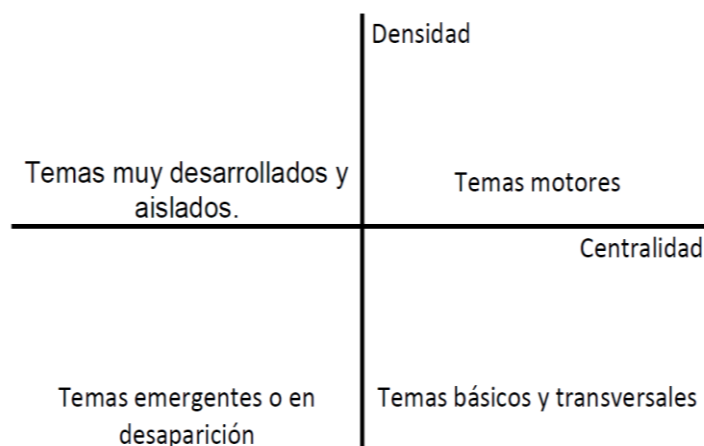 Densidad
Temas muy desarrollados y
aislados.
Temas motores
Centralidad
Temas emergentes o en
desaparición
Temas básicos y transversales